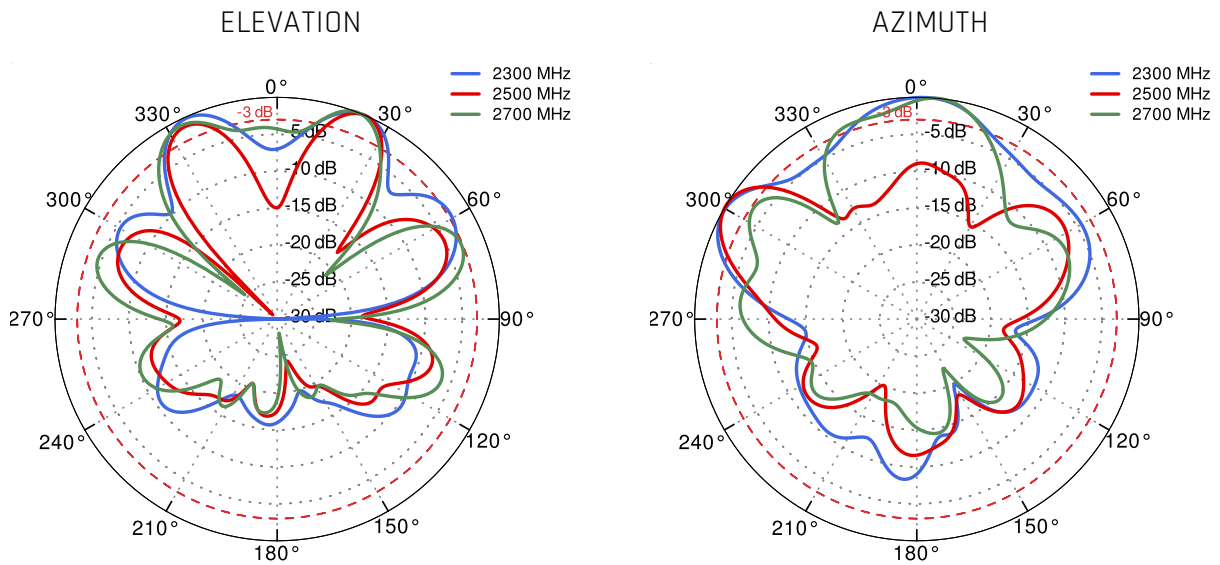 ELEVATION
2300 MHz
2500 MHz
2700 MHz
0°
330°
-3 dB
30°
5 dB
-10 dB
300°
-15 dB
60°
-20 dB
-25 dB
-30 dB
270°
90°
240°
120°
210°
150°
180°
AZIMUTH
2300 MHz
2500 MHz
2700 MHz
0°
330°
3 dB
30°
-5 dB
-10 dB
300°
-15 dB
60°
-20 dB
-25 dB
-30 dB
270°
90°
240°
120°
210°
150°
180°